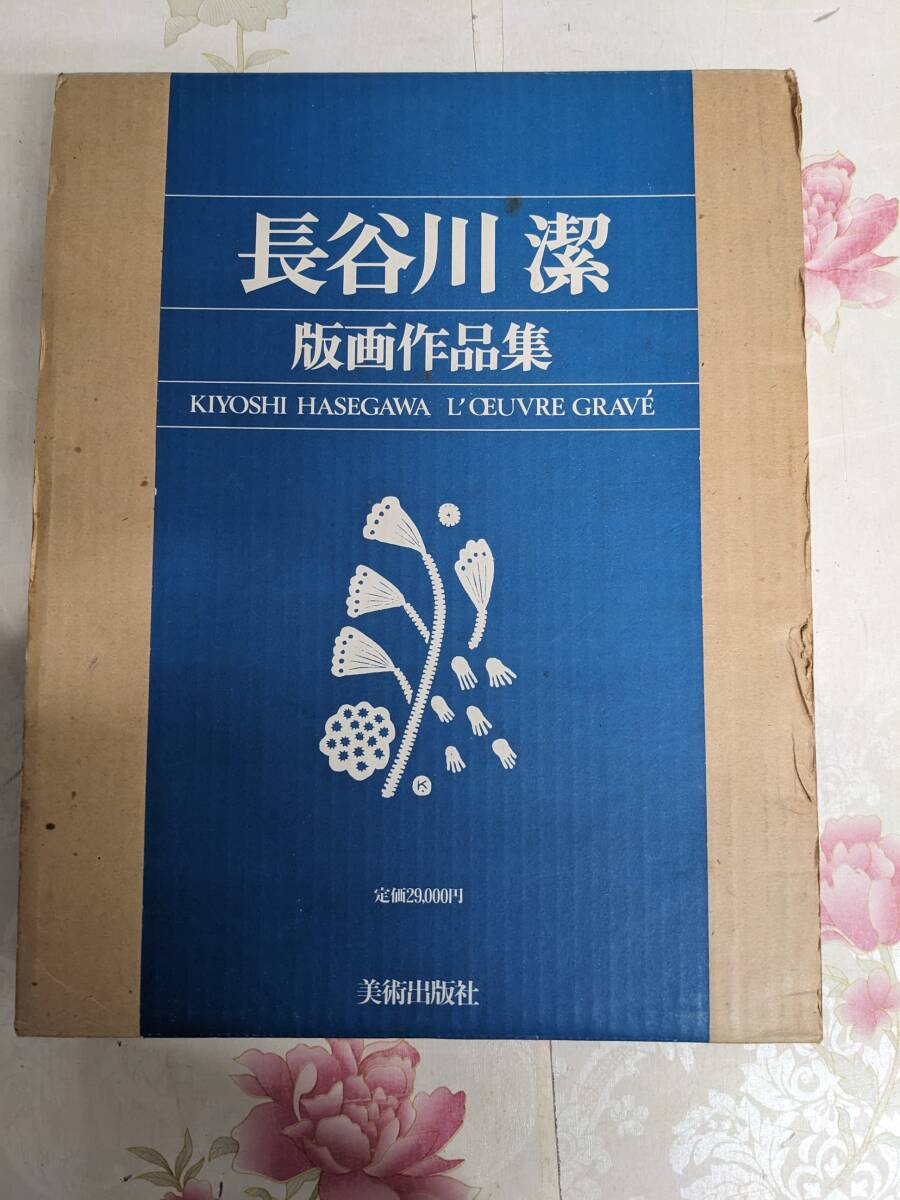 長谷川 潔
版画作品集
KIYOSHI HASEGAWA L'ŒUVRE GRAVÉ
K
定価29,000円
美術出版社